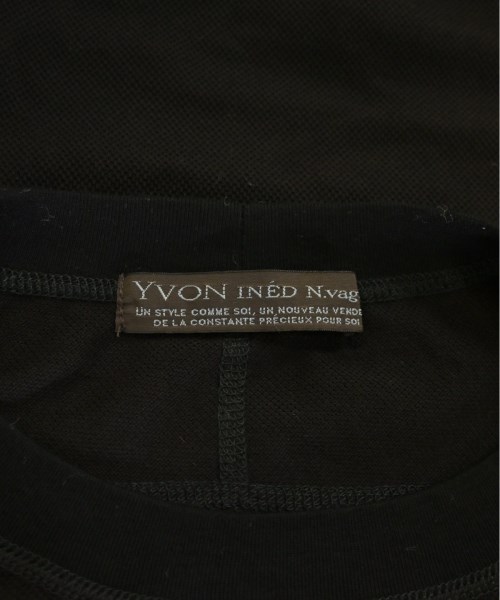 YVON INÉD N.vag
UN STYLE COMME SOI, UN NOUVEAU VENDE
DE LA CONSTANTE PRÉCIEUX POUR SOI